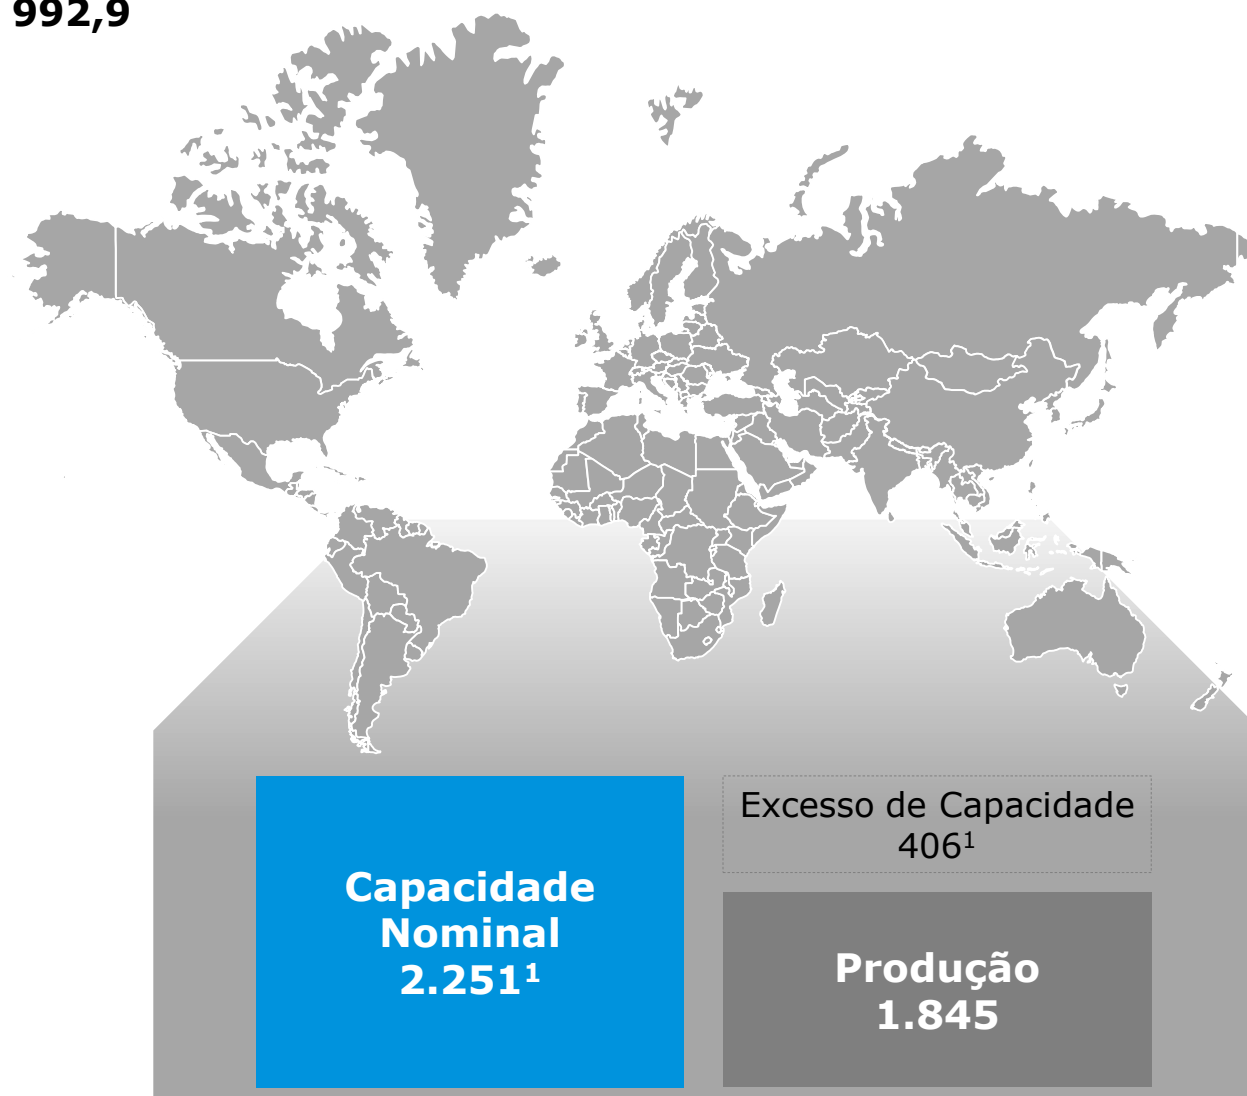 992,9
Excesso de Capacidade
406¹
Capacidade
Nominal
2.251¹
Produção
1.845